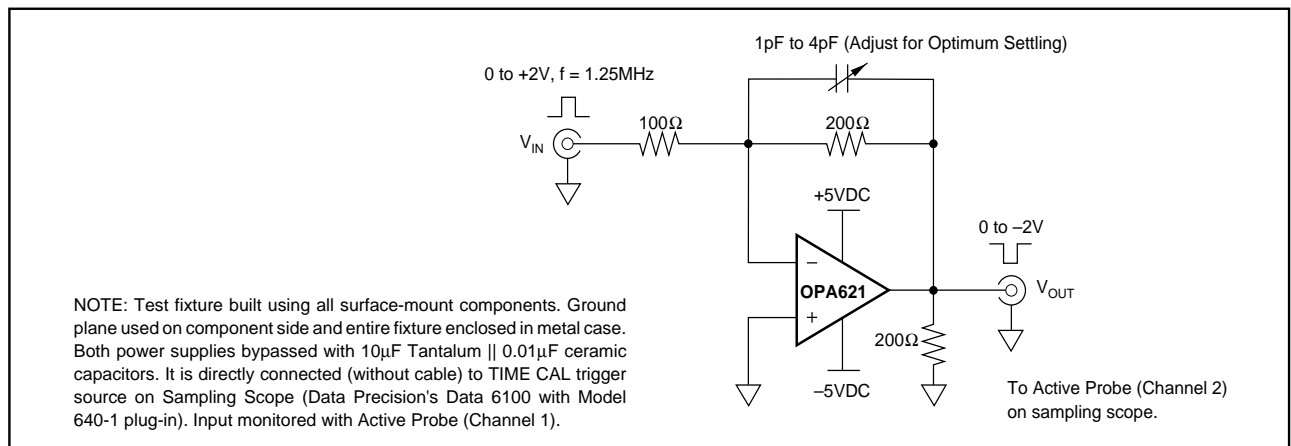 1pF to 4pF (Adjust for Optimum Settling)
0 to +2V, f = 1.25MHz
100Ω
200Ω
VIN
+5VDC
0 to –2V
–
OPA621
+
VOUT
200Ω
–5VDC
NOTE: Test fixture built using all surface-mount components. Ground
plane used on component side and entire fixture enclosed in metal case.
Both power supplies bypassed with 10µF Tantalum || 0.01µF ceramic
capacitors. It is directly connected (without cable) to TIME CAL trigger
source on Sampling Scope (Data Precision's Data 6100 with Model
640-1 plug-in). Input monitored with Active Probe (Channel 1).
To Active Probe (Channel 2)
on sampling scope.